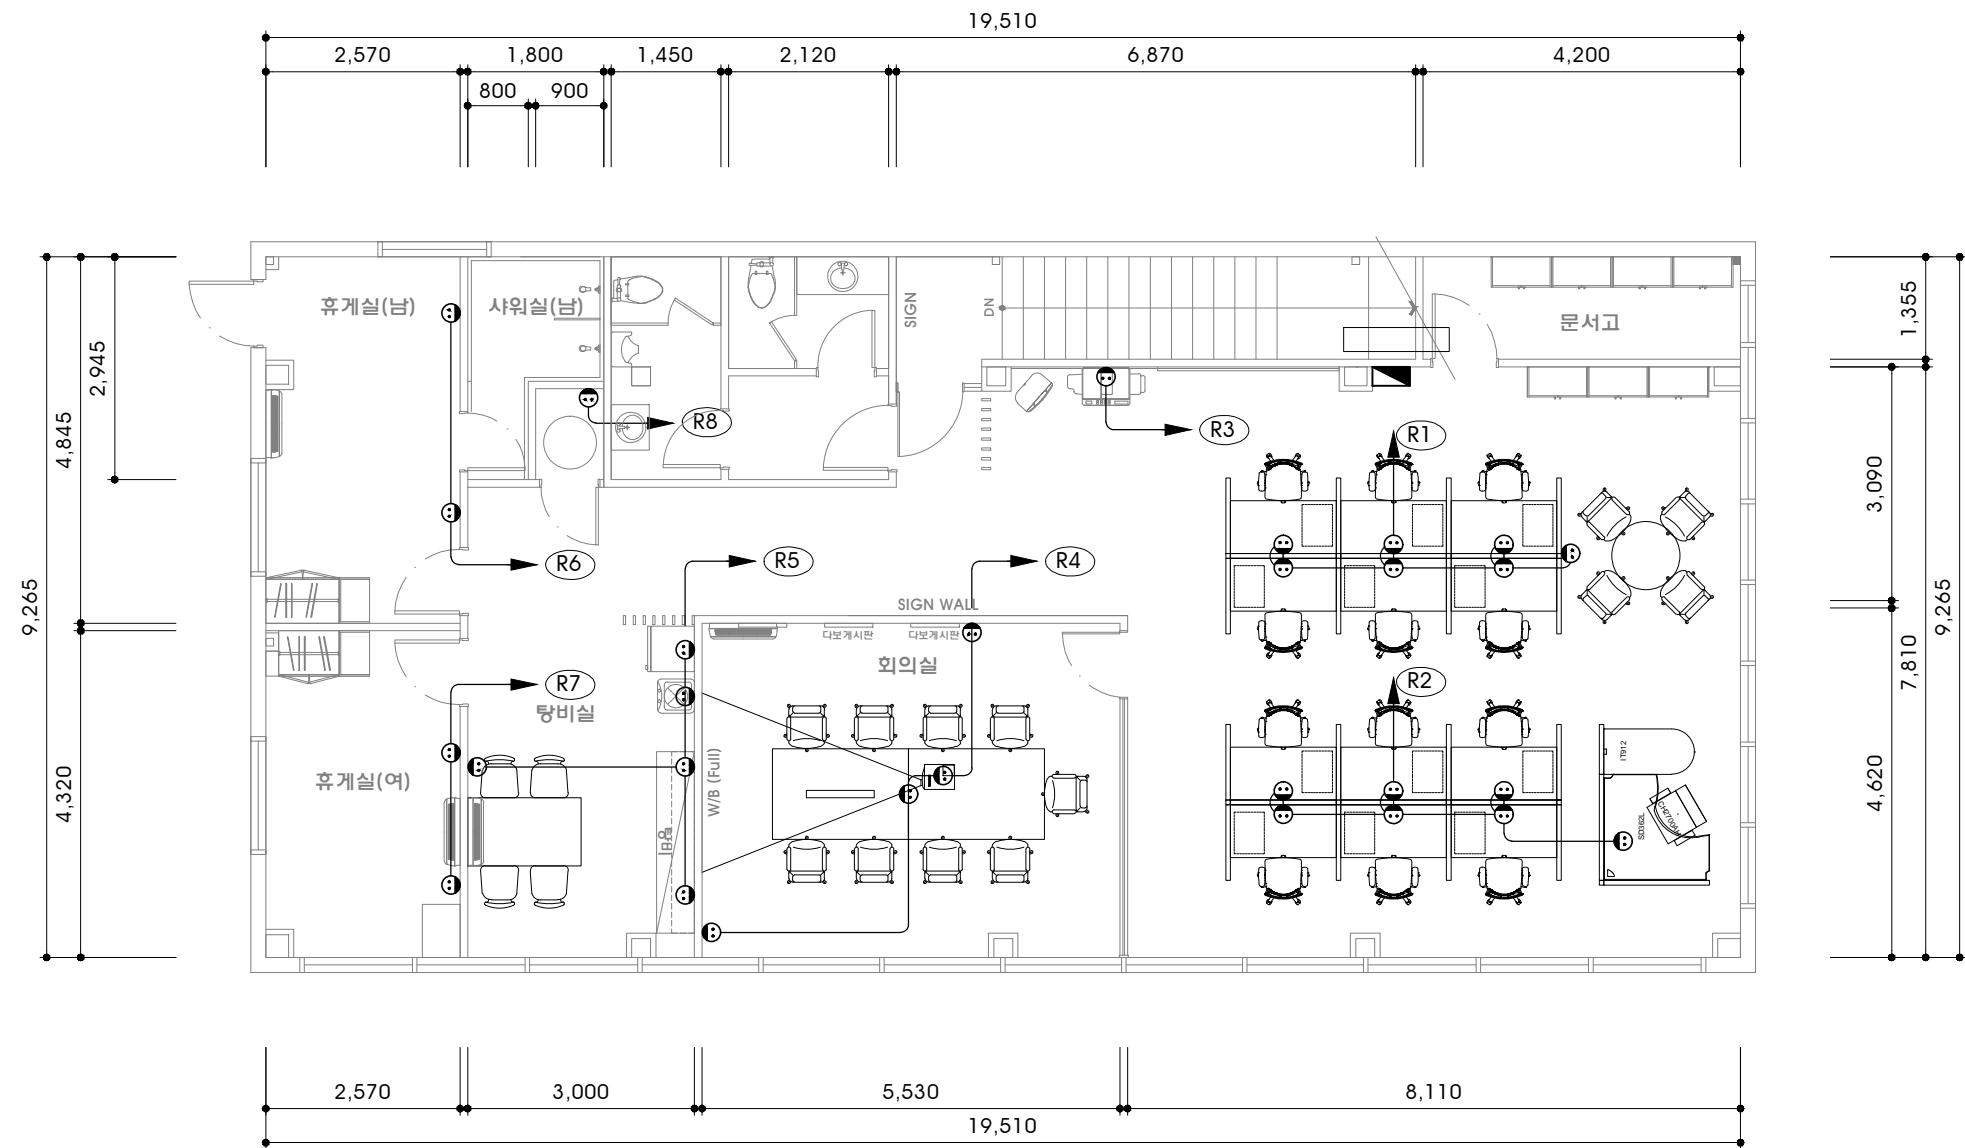 19,510
2,570
1,800
1,450
2,120
6,870
4,200
800
900
휴게실(남)
샤워실(남)
SIGN
DN
문서고
1,355
2,945
4,845
R8
R3
R1
3,090
R6
R5
R4
9,265
SIGN WALL
다보게시판
다보게시판
회의실
9,265
7,810
R7
R2
탕비실
휴게실(여)
W/B (Full)
IT912
CH2700A
SD362L
4,320
4,620
2,570
3,000
5,530
8,110
19,510